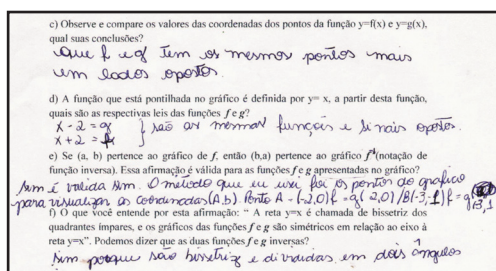 c) Observe e compare os valores das coordenadas dos pontos da função y=f(x) e y=g(x),
qual suas conclusões?
Que f e g tem os mesmos pontos mais
em lados opostos.
d) A função que está pontilhada no gráfico é definida por y= x, a partir desta função,
quais são as respectivas leis das funções f e g?
x - 2 = g } são as mesmas funções e sinais opostos.
x + 2 = f
e) Se (a, b) pertence ao gráfico de f, então (b,a) pertence ao gráfico f⁻¹(notação de
função inversa). Essa afirmação é válida para as funções f e g apresentadas no gráfico?
Sim é valida sim. O método que eu usei foi os pontos do grafico
para visualizar as coordenadas (A.b). Ponto A = (-2,0) f = g (-2,0) / B(-3,-1) f = g
f) O que você entende por esta afirmação: “ A reta y=x é chamada de bissetriz dos
quadrantes ímpares, e os gráficos das funções f e g são simétricos em relação ao eixo à
reta y=x”. Podemos dizer que as duas funções f e g inversas?
Sim porque são bissetriz e divididas em dois ângulos